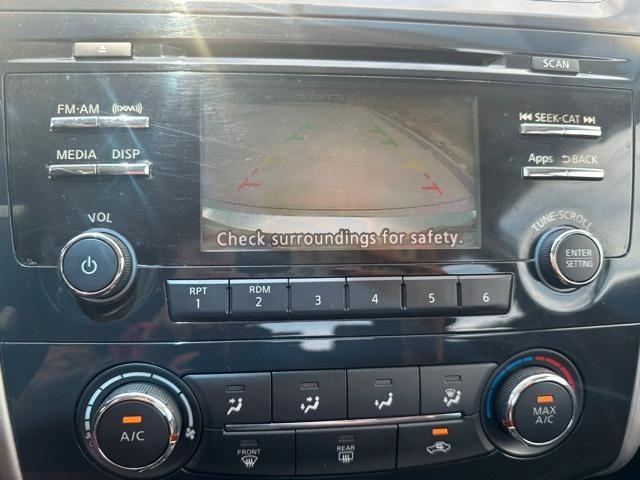 SCAN
FM·AM ((XM))
SEEK·CAT
MEDIA DISP
Apps BACK
VOL
TUNE·SCROLL
Check surroundings for safety.
ENTER
SETTING
RPT
1
RDM
2
3
4
5
6
A/C
MAX
A/C
FRONT
REAR